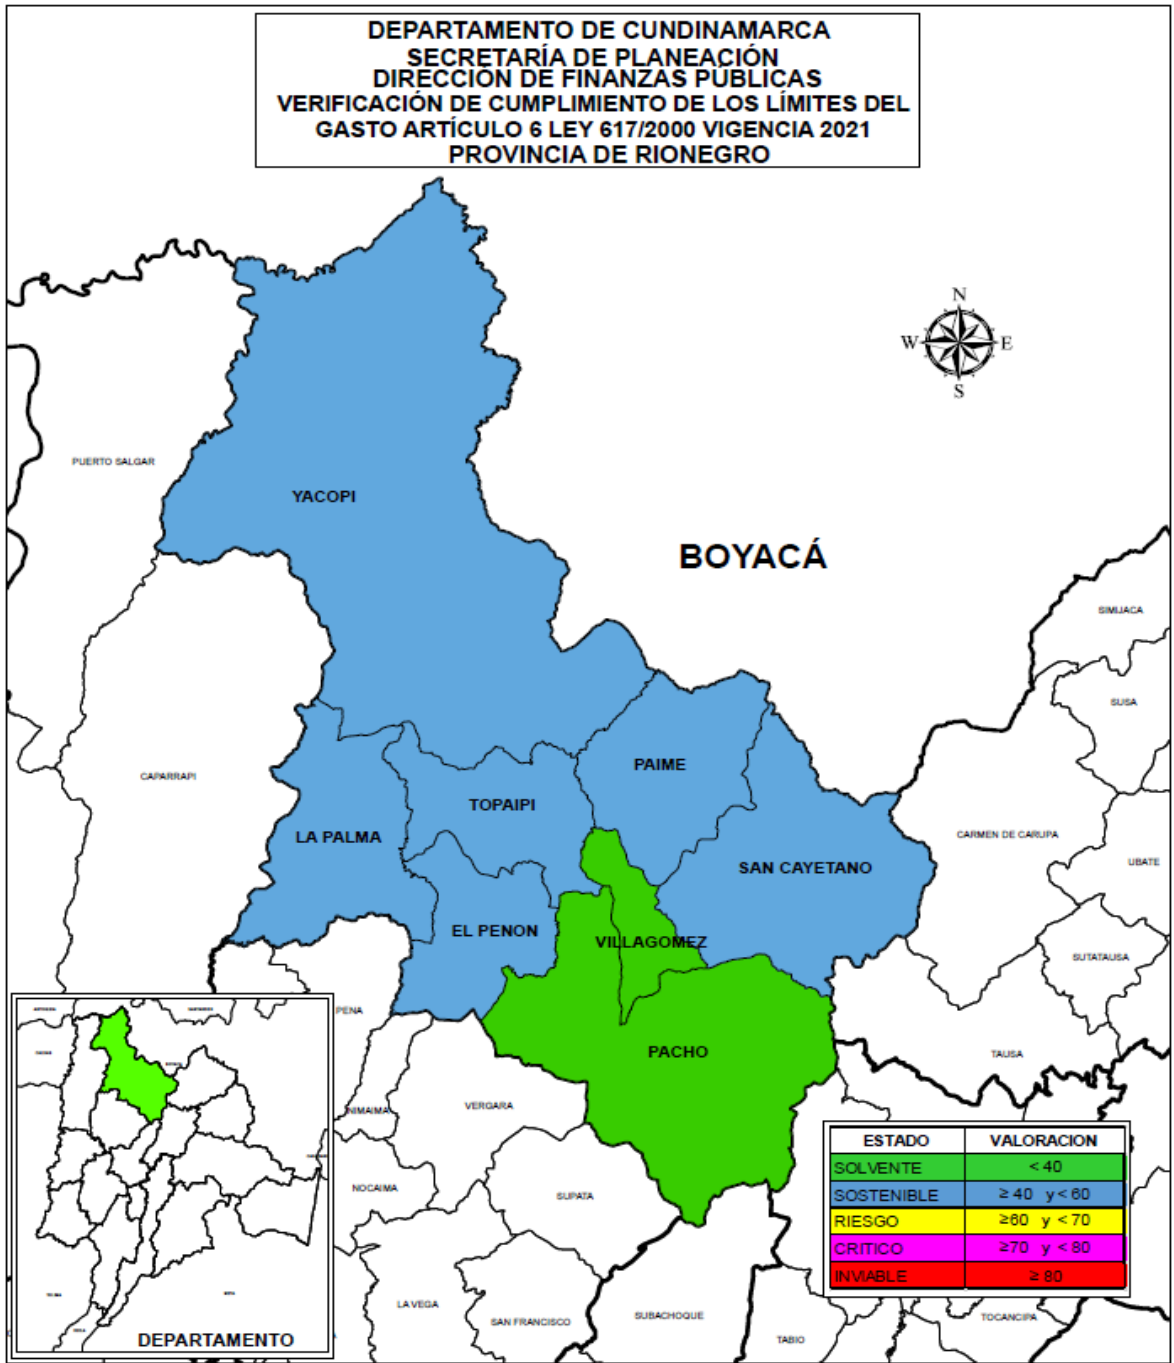 DEPARTAMENTO DE CUNDINAMARCA
SECRETARÍA DE PLANEACIÓN
DIRECCIÓN DE FINANZAS PÚBLICAS
VERIFICACIÓN DE CUMPLIMIENTO DE LOS LÍMITES DEL
GASTO ARTÍCULO 6 LEY 617/2000 VIGENCIA 2021
PROVINCIA DE RIONEGRO
N
W E
S
PUERTO SALGAR
YACOPI
BOYACÁ
SIMIJACA
SUSA
CAPARRAPI
PAIME
TOPAIPI
LA PALMA
CARMEN DE CARUPA
UBATE
SAN CAYETANO
EL PENON
VILLAGOMEZ
SUTATAUSA
PENA
PACHO
TAUSA
NIMAIMA
VERGARA
NOCAIMA
SUPATA
LA VEGA
SAN FRANCISCO
SUBACHOQUE
TABIO
TOCANCIPA
DEPARTAMENTO
ESTADO VALORACION
SOLVENTE < 40
SOSTENIBLE ≥ 40 y < 60
RIESGO ≥60 y < 70
CRITICO ≥70 y < 80
INVIABLE ≥ 80